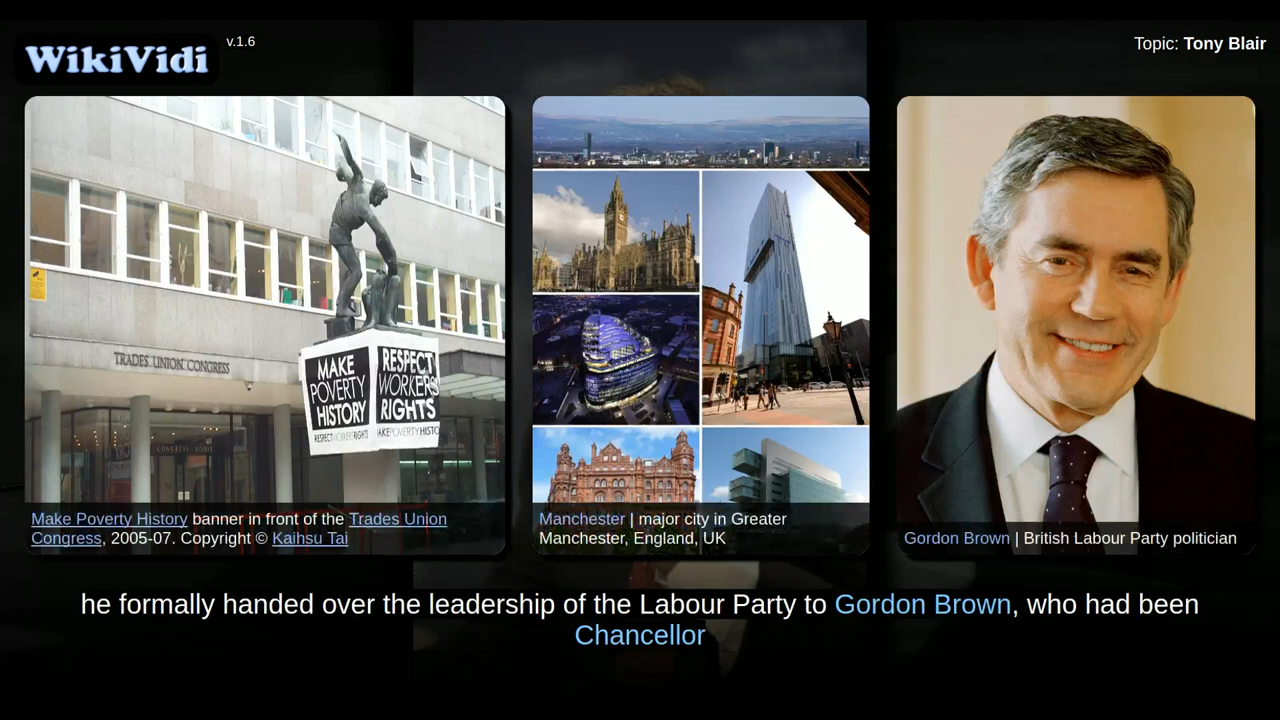 WikiVidi
v.1.6
Topic: Tony Blair
TRADES UNION CONGRESS
CONGRESS HOUSE
MAKE
POVERTY
HISTORY
RESPECT
WORKERS
RIGHTS
Make Poverty History banner in front of the Trades Union
Congress, 2005-07. Copyright © Kaihsu Tai
Manchester | major city in Greater
Manchester, England, UK
Gordon Brown | British Labour Party politician
he formally handed over the leadership of the Labour Party to Gordon Brown, who had been
Chancellor